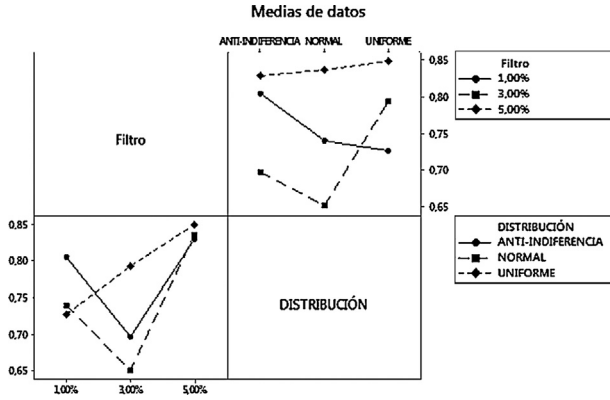 Medias de datos
ANTI-INDIFERENCIA NORMAL UNIFORME
Filtro
0,85
0,80
0,75
0,70
0,65
Filtro
1,00%
3,00%
5,00%
0,85
0,80
0,75
0,70
0,65
DISTRIBUCIÓN
DISTRIBUCIÓN
ANTI-INDIFERENCIA
NORMAL
UNIFORME
1,00% 3,00% 5,00%